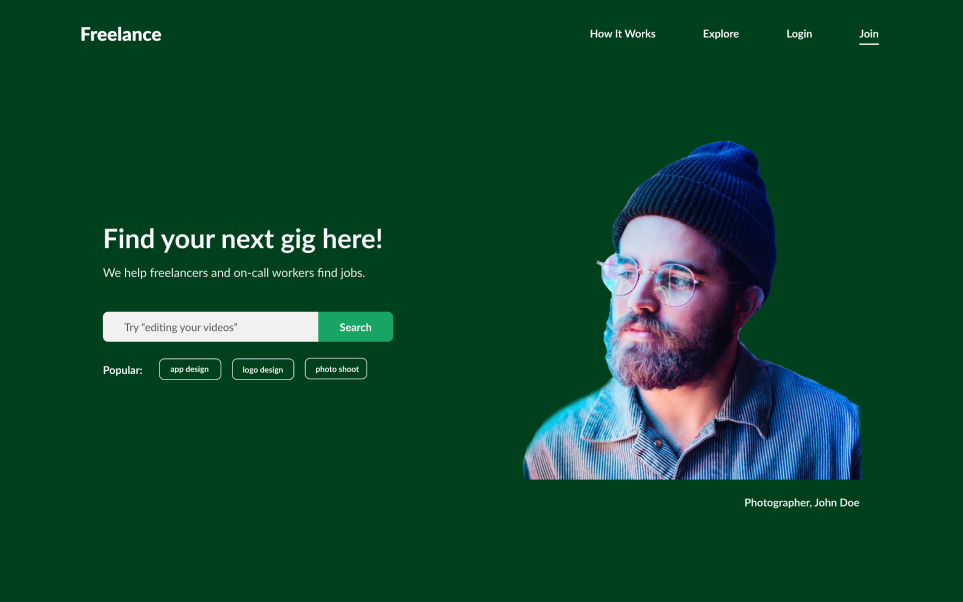 Freelance
How It Works
Explore
Login
Join
Find your next gig here!
We help freelancers and on-call workers find jobs.
Try “editing your videos”
Search
Popular:
app design
logo design
photo shoot
Photographer, John Doe